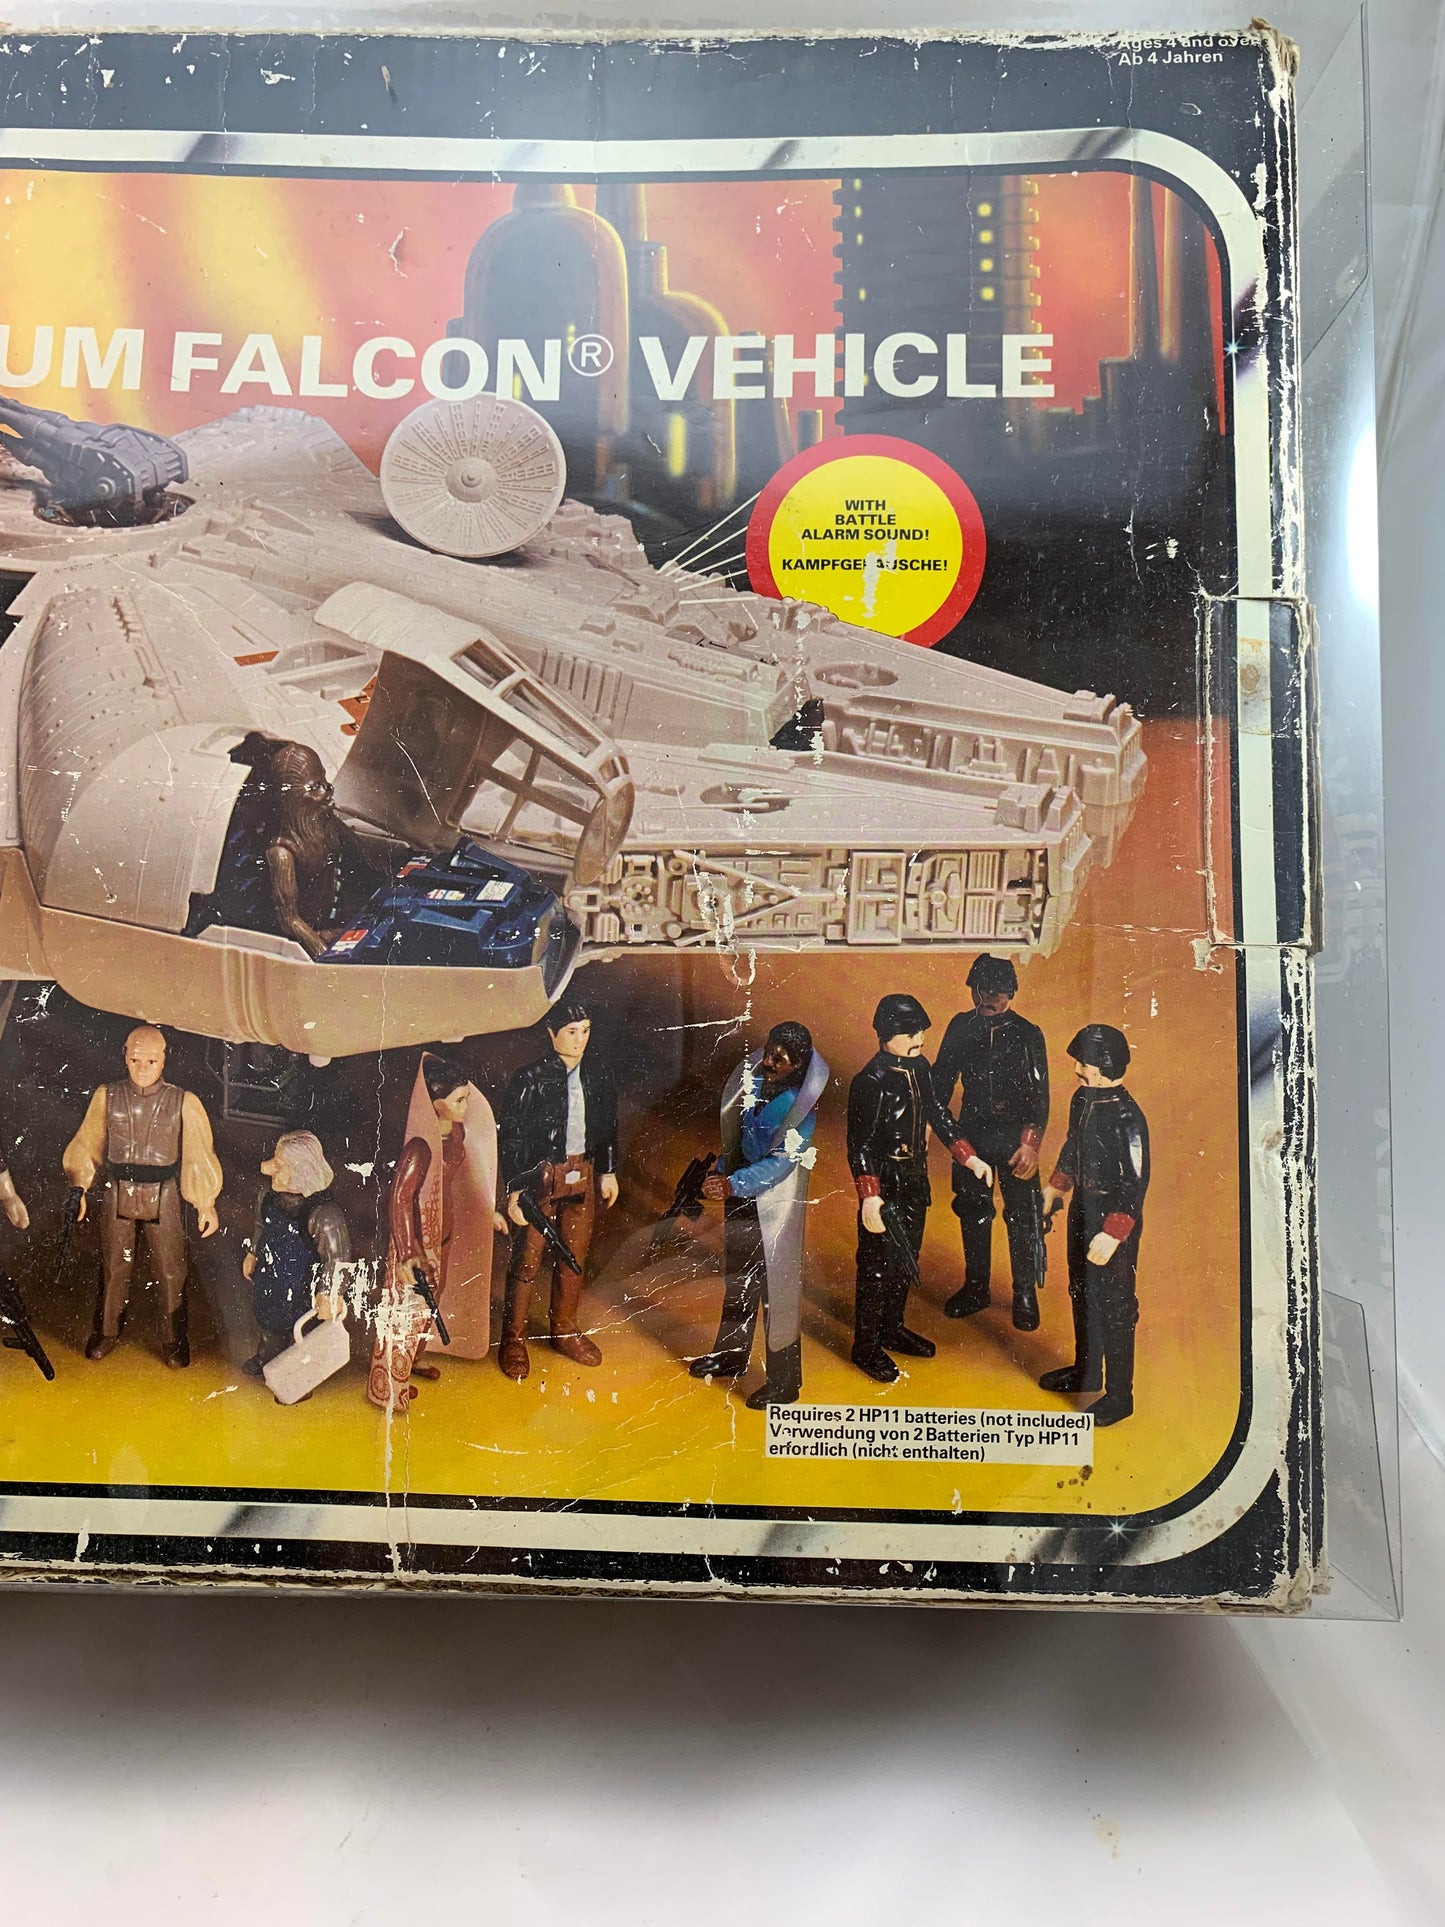 Ages 4 and over
Ab 4 Jahren
UM FALCON® VEHICLE
WITH
BATTLE
ALARM SOUND!
KAMPFGERAUSCHE!
Requires 2 HP11 batteries (not included)
Verwendung von 2 Batterien Typ HP11
erfordlich (nicht enthalten)